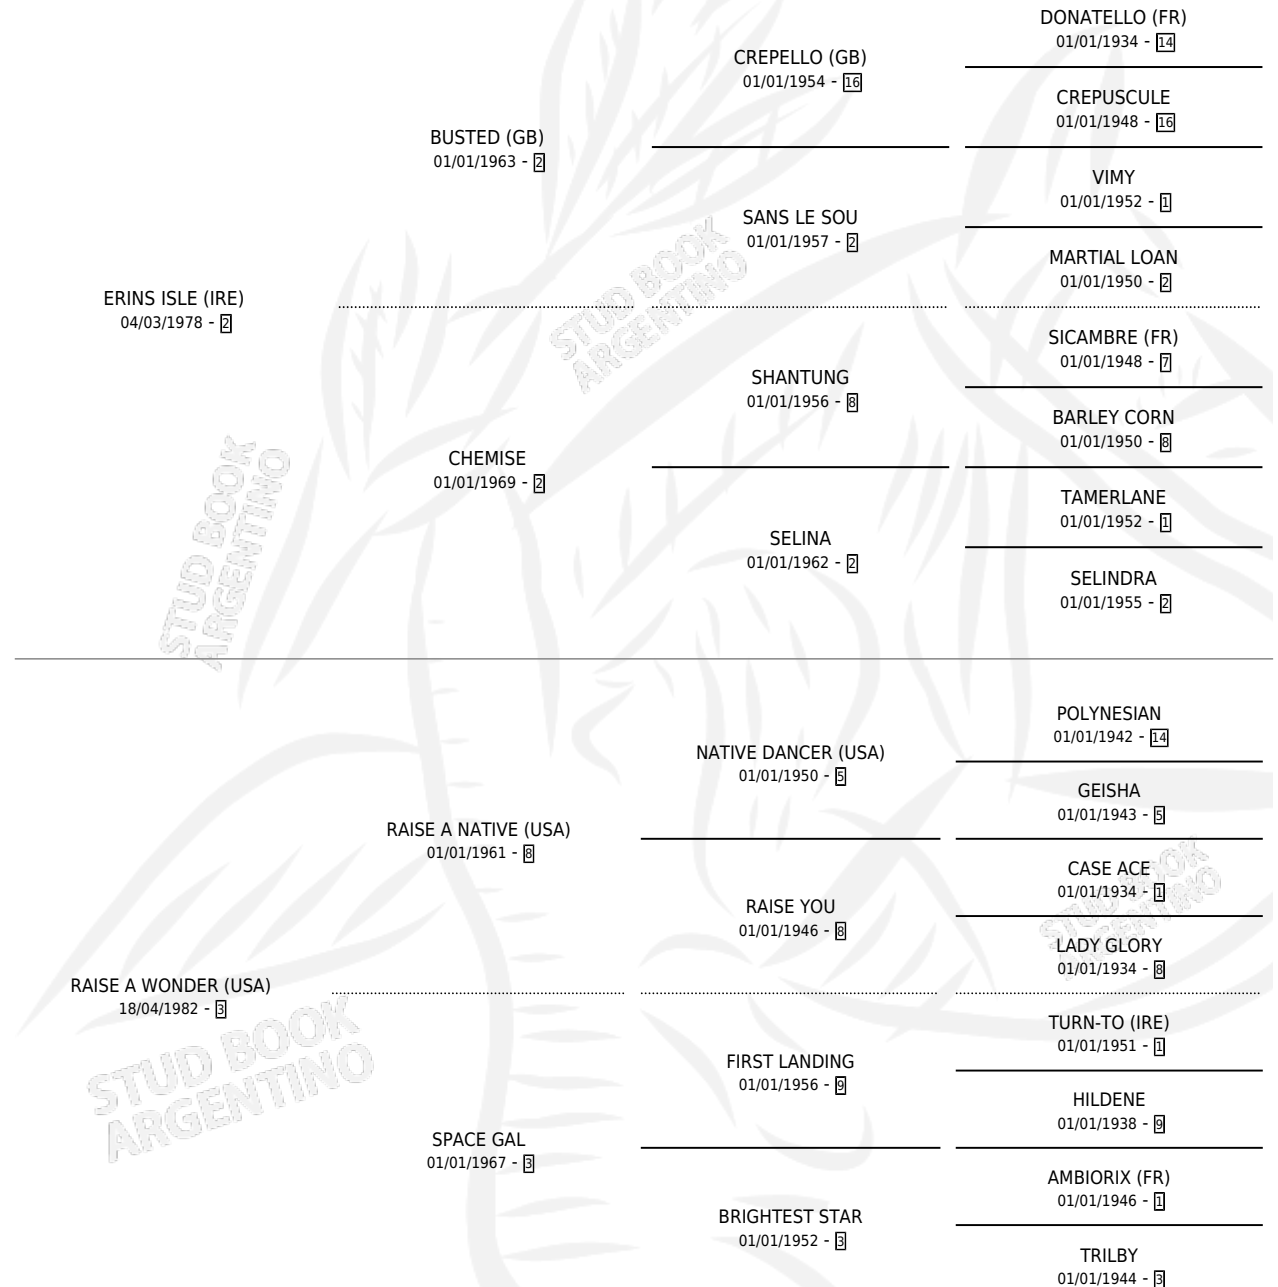 DONATELLO (FR)
01/01/1934 - 14
CREPELLO (GB)
01/01/1954 - 16
CREPUSCULE
01/01/1948 - 16
BUSTED (GB)
01/01/1963 - 2
VIMY
01/01/1952 - 1
SANS LE SOU
01/01/1957 - 2
MARTIAL LOAN
01/01/1950 - 2
ERINS ISLE (IRE)
04/03/1978 - 2
SICAMBRE (FR)
01/01/1948 - 7
SHANTUNG
01/01/1956 - 8
BARLEY CORN
01/01/1950 - 8
CHEMISE
01/01/1969 - 2
TAMERLANE
01/01/1952 - 1
SELINA
01/01/1962 - 2
SELINDRA
01/01/1955 - 2
STUD BOOK
ARGENTINO
STUD BOOK
ARGENTINO
POLYNESIAN
01/01/1942 - 14
NATIVE DANCER (USA)
01/01/1950 - 5
GEISHA
01/01/1943 - 5
RAISE A NATIVE (USA)
01/01/1961 - 8
CASE ACE
01/01/1934 - 1
RAISE YOU
01/01/1946 - 8
LADY GLORY
01/01/1934 - 8
STUD BOOK
ARGENTINO
RAISE A WONDER (USA)
18/04/1982 - 3
TURN-TO (IRE)
01/01/1951 - 1
FIRST LANDING
01/01/1956 - 9
HILDENE
01/01/1938 - 9
STUD BOOK
ARGENTINO
SPACE GAL
01/01/1967 - 3
AMBIORIX (FR)
01/01/1946 - 1
BRIGHTEST STAR
01/01/1952 - 3
TRILBY
01/01/1944 - 3